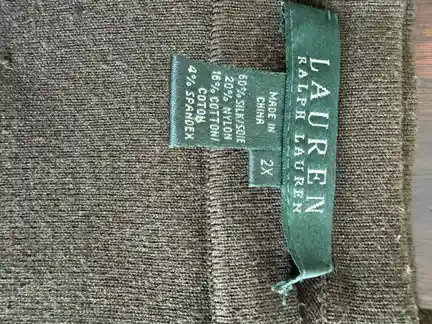 LAUREN
RALPH LAUREN
2X
MADE IN
CHINA
60% SILK/SOIE
20% NYLON
16% COTTON/
COTON
4% SPANDEX